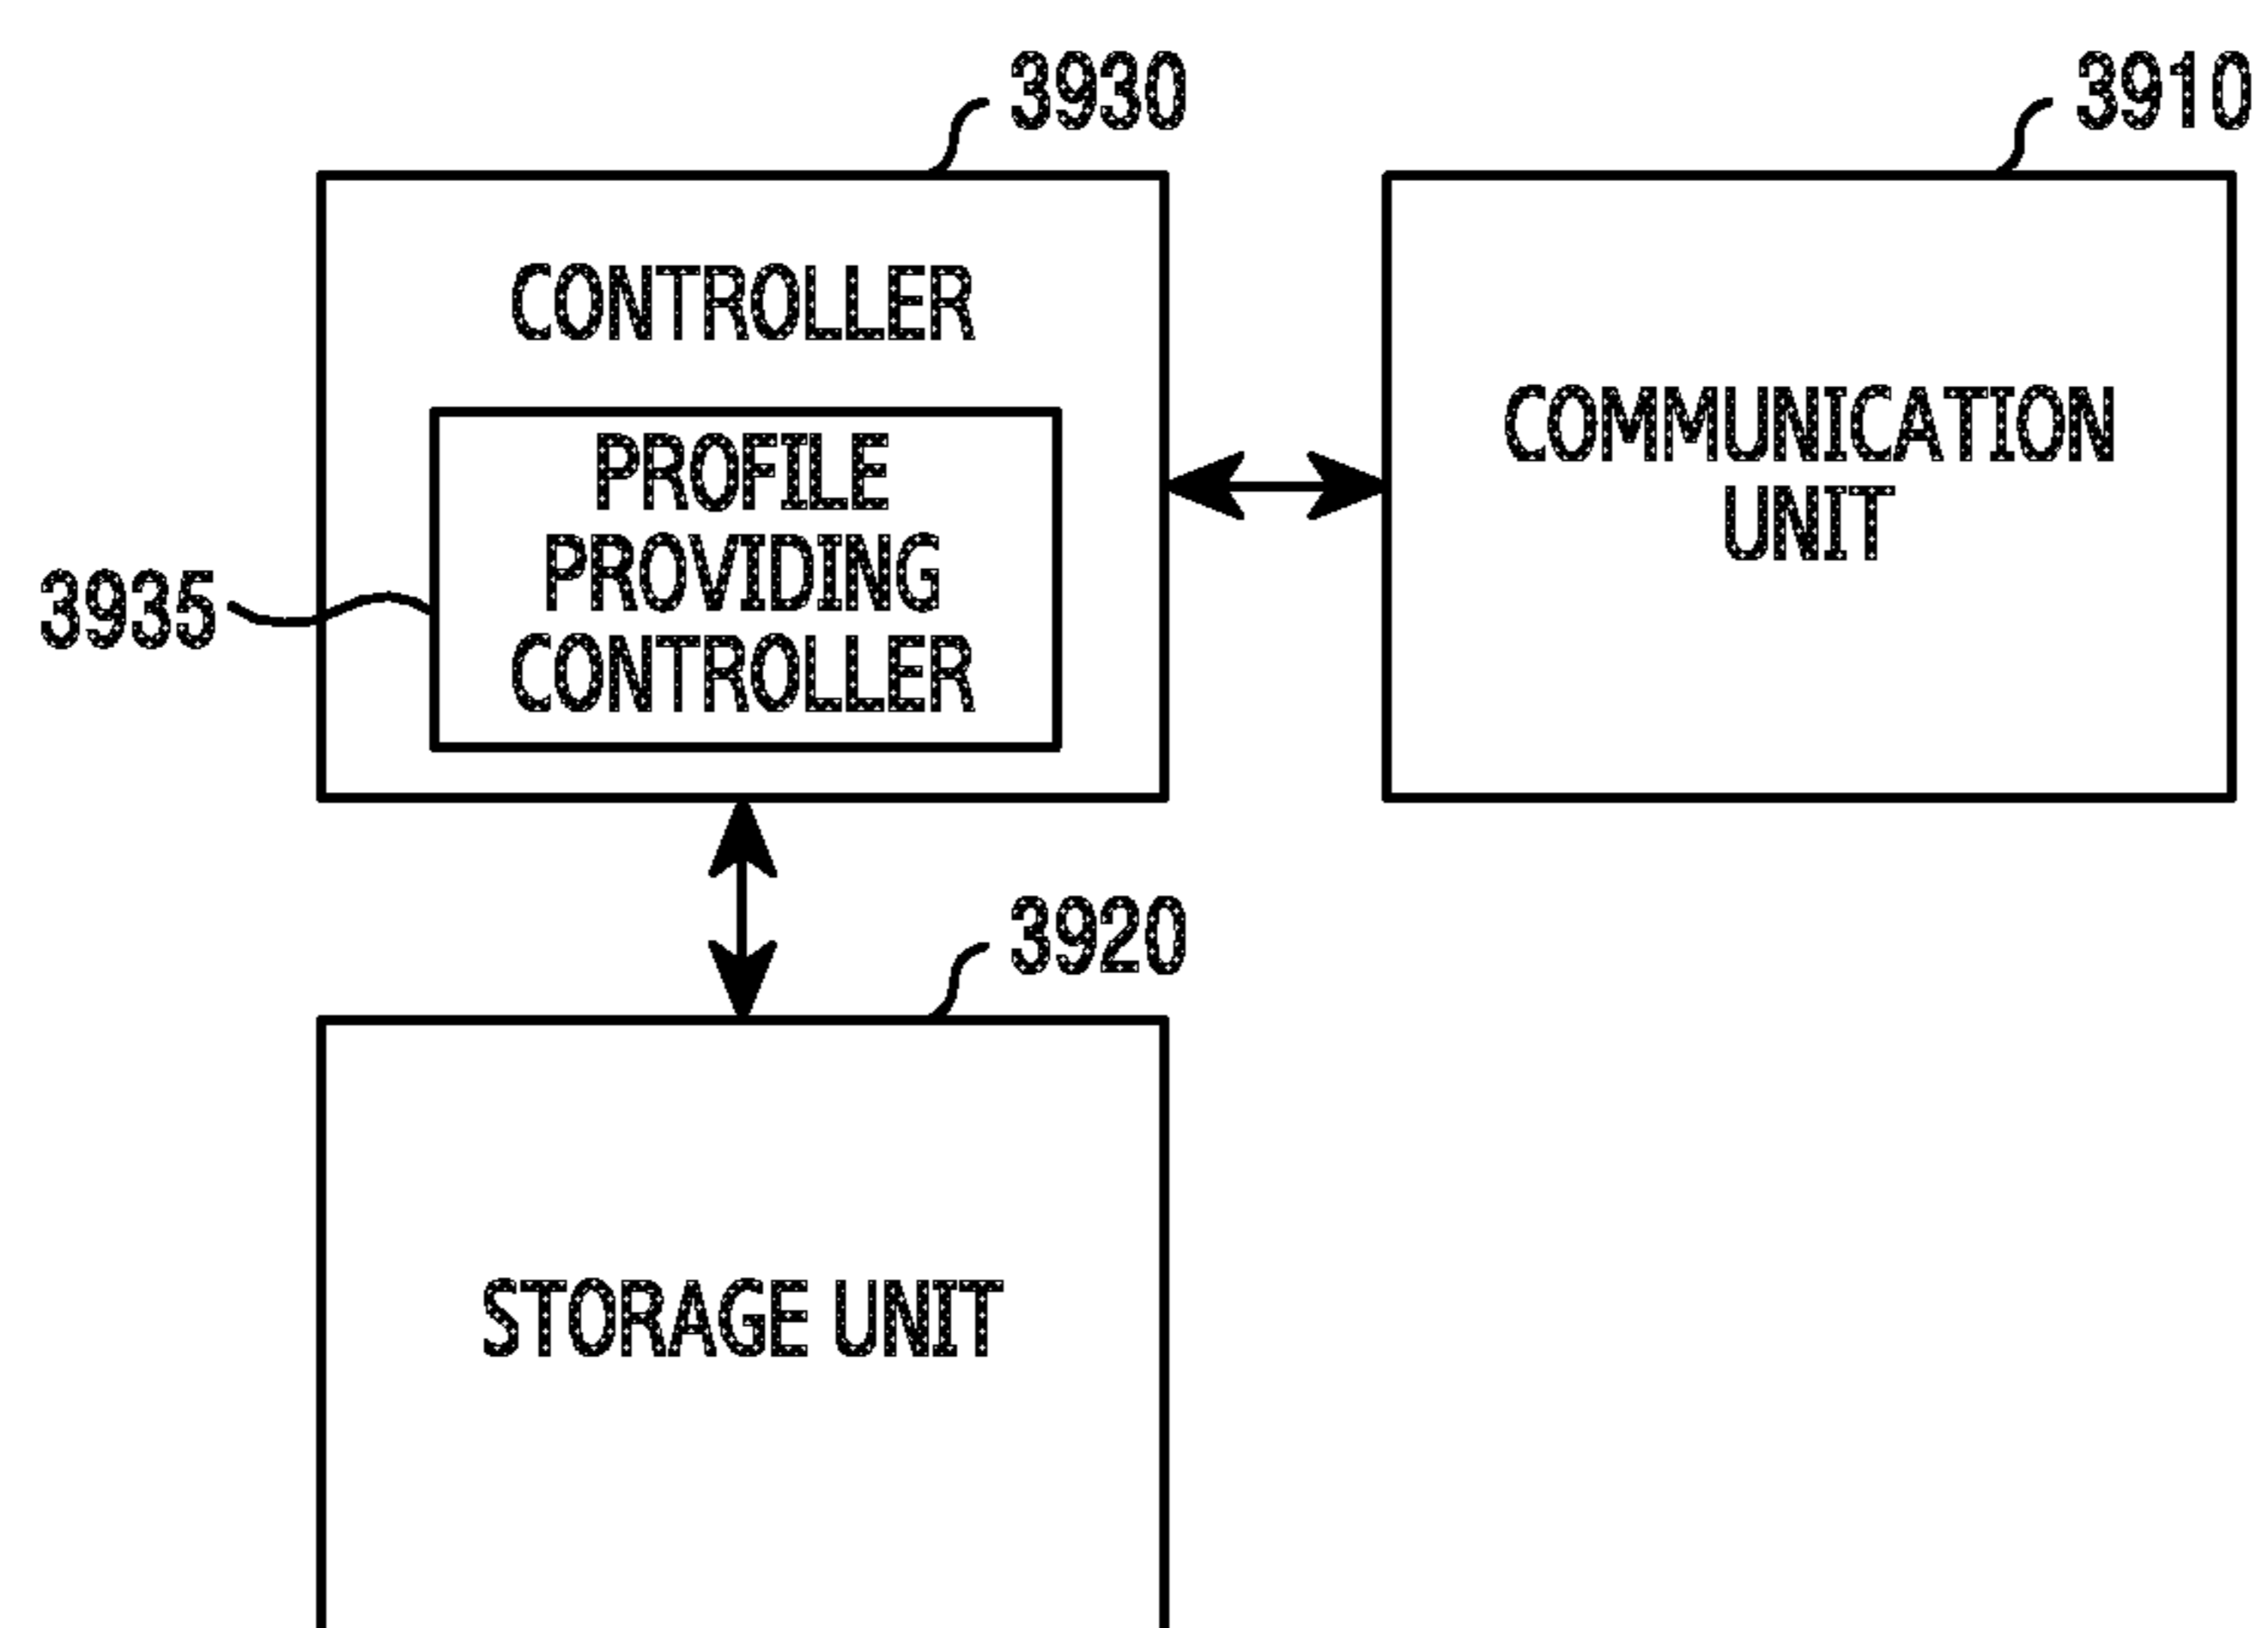 3930
3910
CONTROLLER
PROFILE
PROVIDING
CONTROLLER
COMMUNICATION
UNIT
3935
3920
STORAGE UNIT